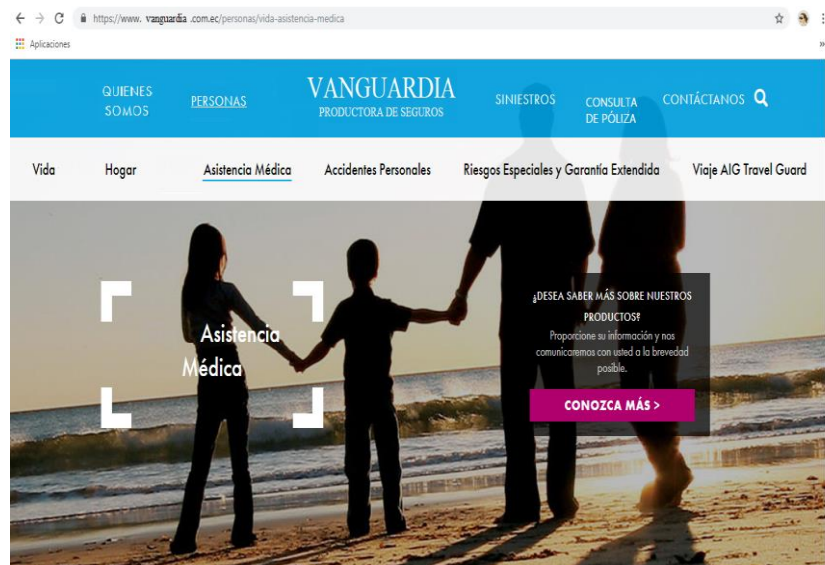 https://www. vanguardia .com.ec/personas/vida-asistencia-medica
Aplicaciones
»
QUIENES
SOMOS
PERSONAS
VANGUARDIA
PRODUCTORA DE SEGUROS
SINIESTROS
CONSULTA
DE PÓLIZA
CONTÁCTANOS
Vida Hogar Asistencia Médica Accidentes Personales Riesgos Especiales y Garantía Extendida Viaje AIG Travel Guard
Asistencia
Médica
¿DESEA SABER MÁS SOBRE NUESTROS
PRODUCTOS?
Proporcione su información y nos
comunicaremos con usted a la brevedad
posible.
CONOZCA MÁS >